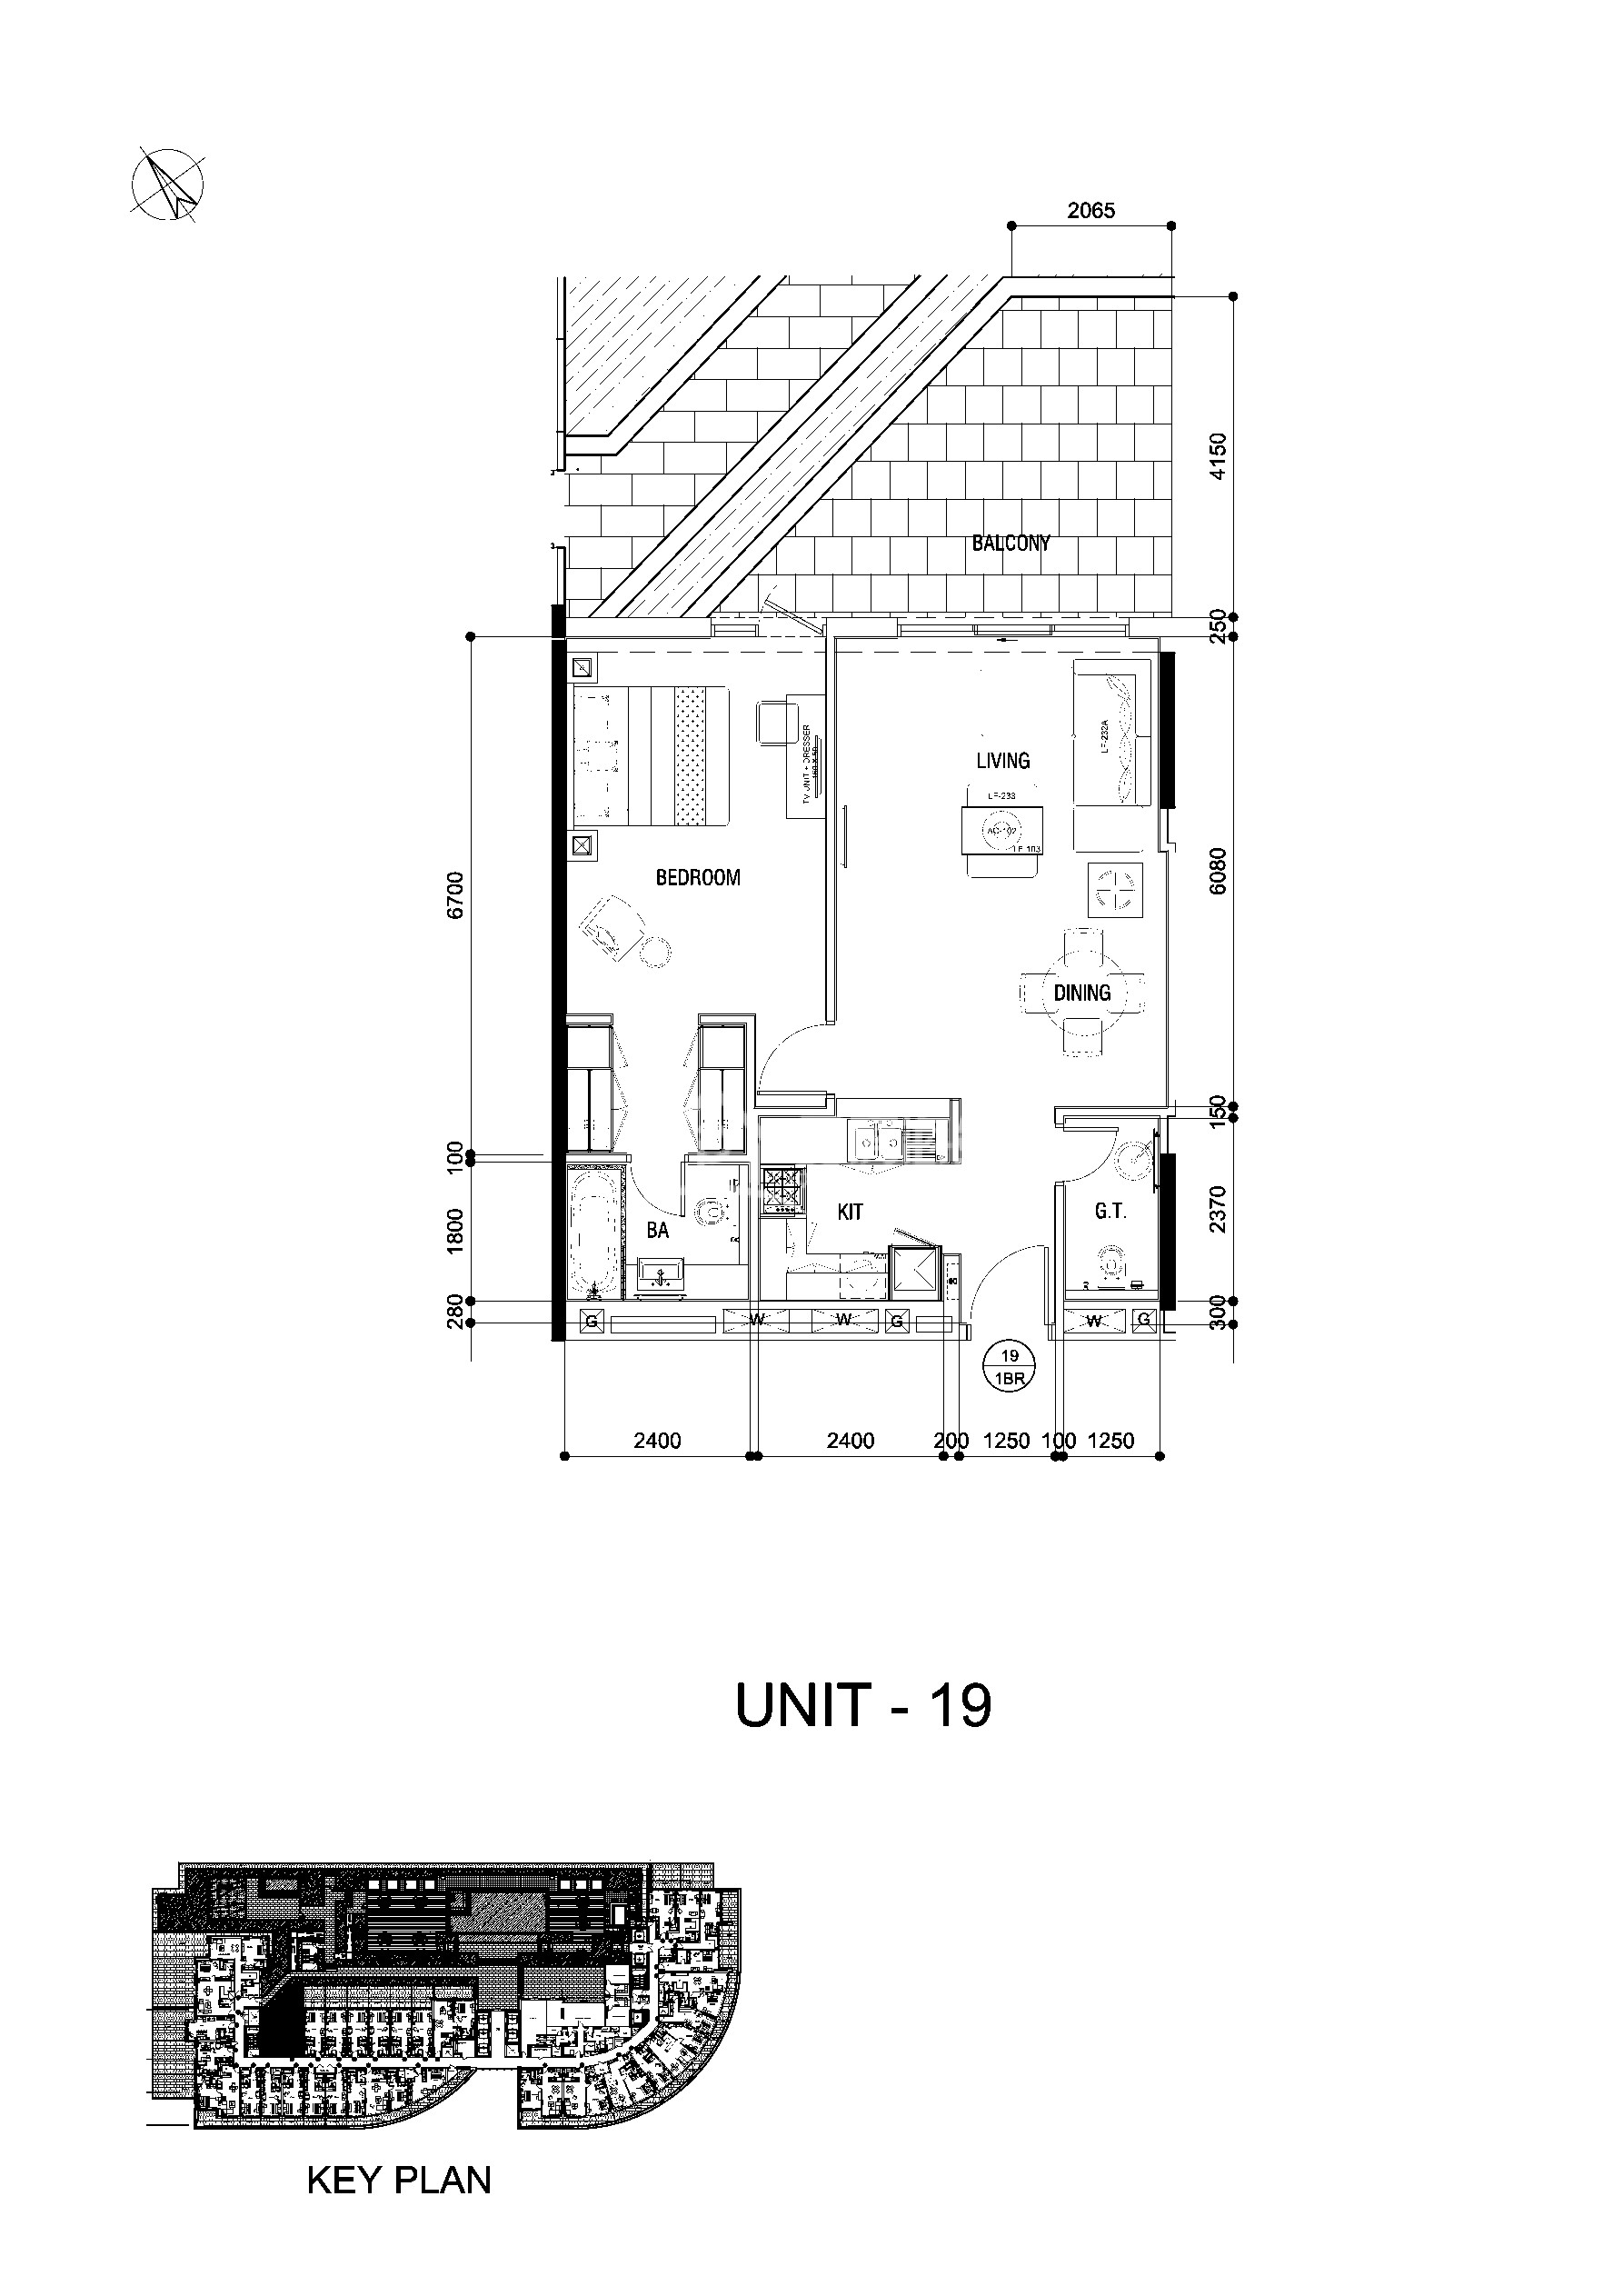 2065
4150
BALCONY
250
LIVING
LF-232A
TV UNIT + DRESSER
160 X 50
LF-233
AC-102
LF-103
BEDROOM
6700
6080
DINING
150
100
KIT
G.T.
BA
1800
2370
280
G
W
W
G
W
G
300
19
1BR
2400
2400
200
1250
100
1250
UNIT - 19
KEY PLAN